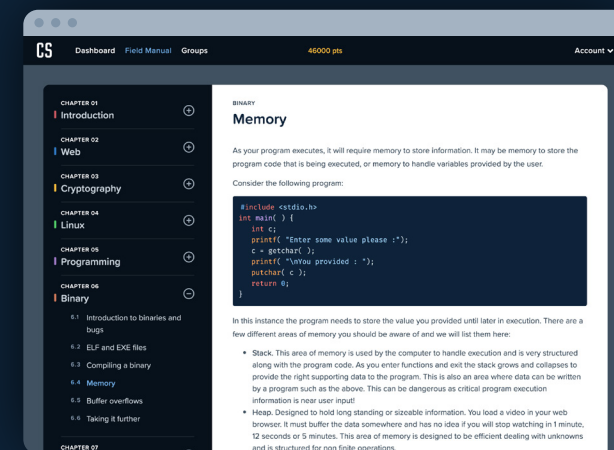 CS Dashboard Field Manual Groups 46000 pts Account
CHAPTER 01
Introduction
CHAPTER 02
Web
CHAPTER 03
Cryptography
CHAPTER 04
Linux
CHAPTER 05
Programming
CHAPTER 06
Binary
6.1 Introduction to binaries and
bugs
6.2 ELF and EXE files
6.3 Compiling a binary
6.4 Memory
6.5 Buffer overflows
6.6 Taking it further
CHAPTER 07
BINARY
Memory
As your program executes, it will require memory to store information. It may be memory to store the
program code that is being executed, or memory to handle variables provided by the user.
Consider the following program:
#include <stdio.h>
int main( ) {
int c;
printf( "Enter some value please :");
c = getchar( );
printf( "\nYou provided : ");
putchar( c );
return 0;
}
In this instance the program needs to store the value you provided until later in execution. There are a
few different areas of memory you should be aware of and we will list them here:
• Stack. This area of memory is used by the computer to handle execution and is very structured
along with the program code. As you enter functions and exit the stack grows and collapses to
provide the right supporting data to the program. This is also an area where data can be written
by a program such as the above. This can be dangerous as critical program execution
information is near user input!
• Heap. Designed to hold long standing or sizeable information. You load a video in your web
browser. It must buffer the data somewhere and has no idea if you will stop watching in 1 minute,
12 seconds or 5 minutes. This area of memory is designed to be efficient dealing with unknowns
and is structured for non finite operations.